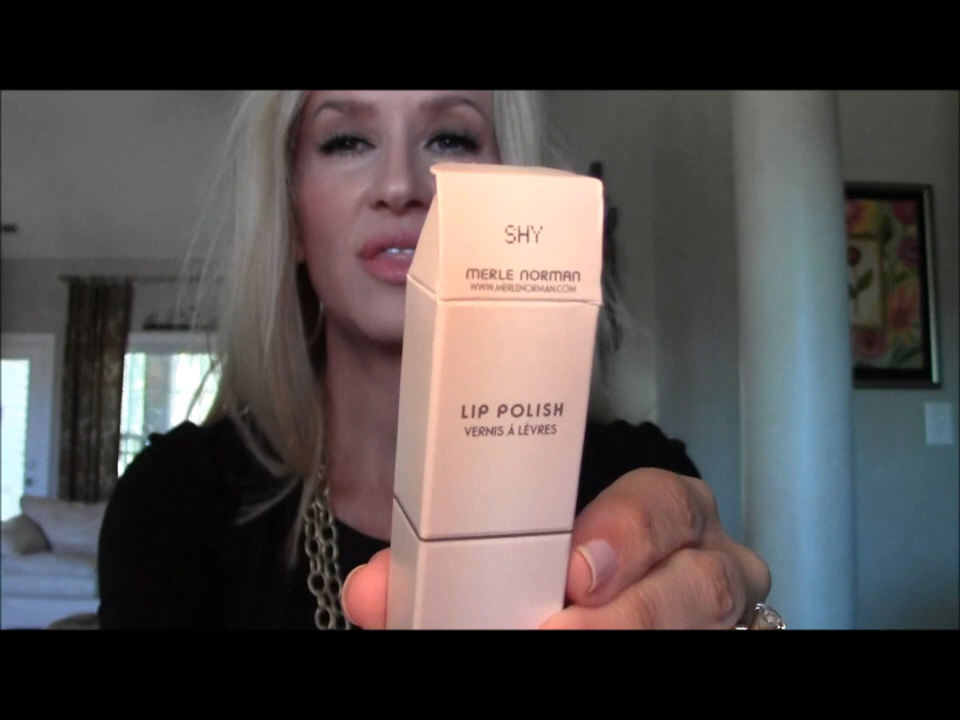 SHY
MERLE NORMAN
WWW.MERLENORMAN.COM
LIP POLISH
VERNIS À LÈVRES